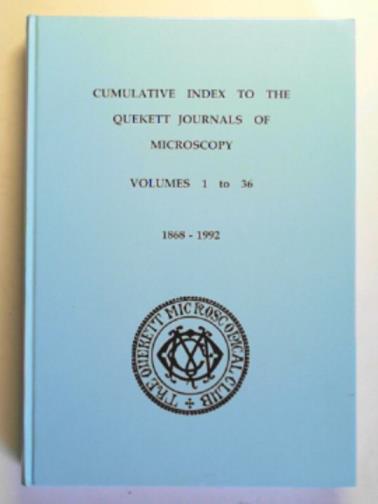 CUMULATIVE INDEX TO THE
QUEKETT JOURNALS OF
MICROSCOPY
VOLUMES 1 to 36
1868 - 1992
THE QUEKETT MICROSCOPICAL CLUB